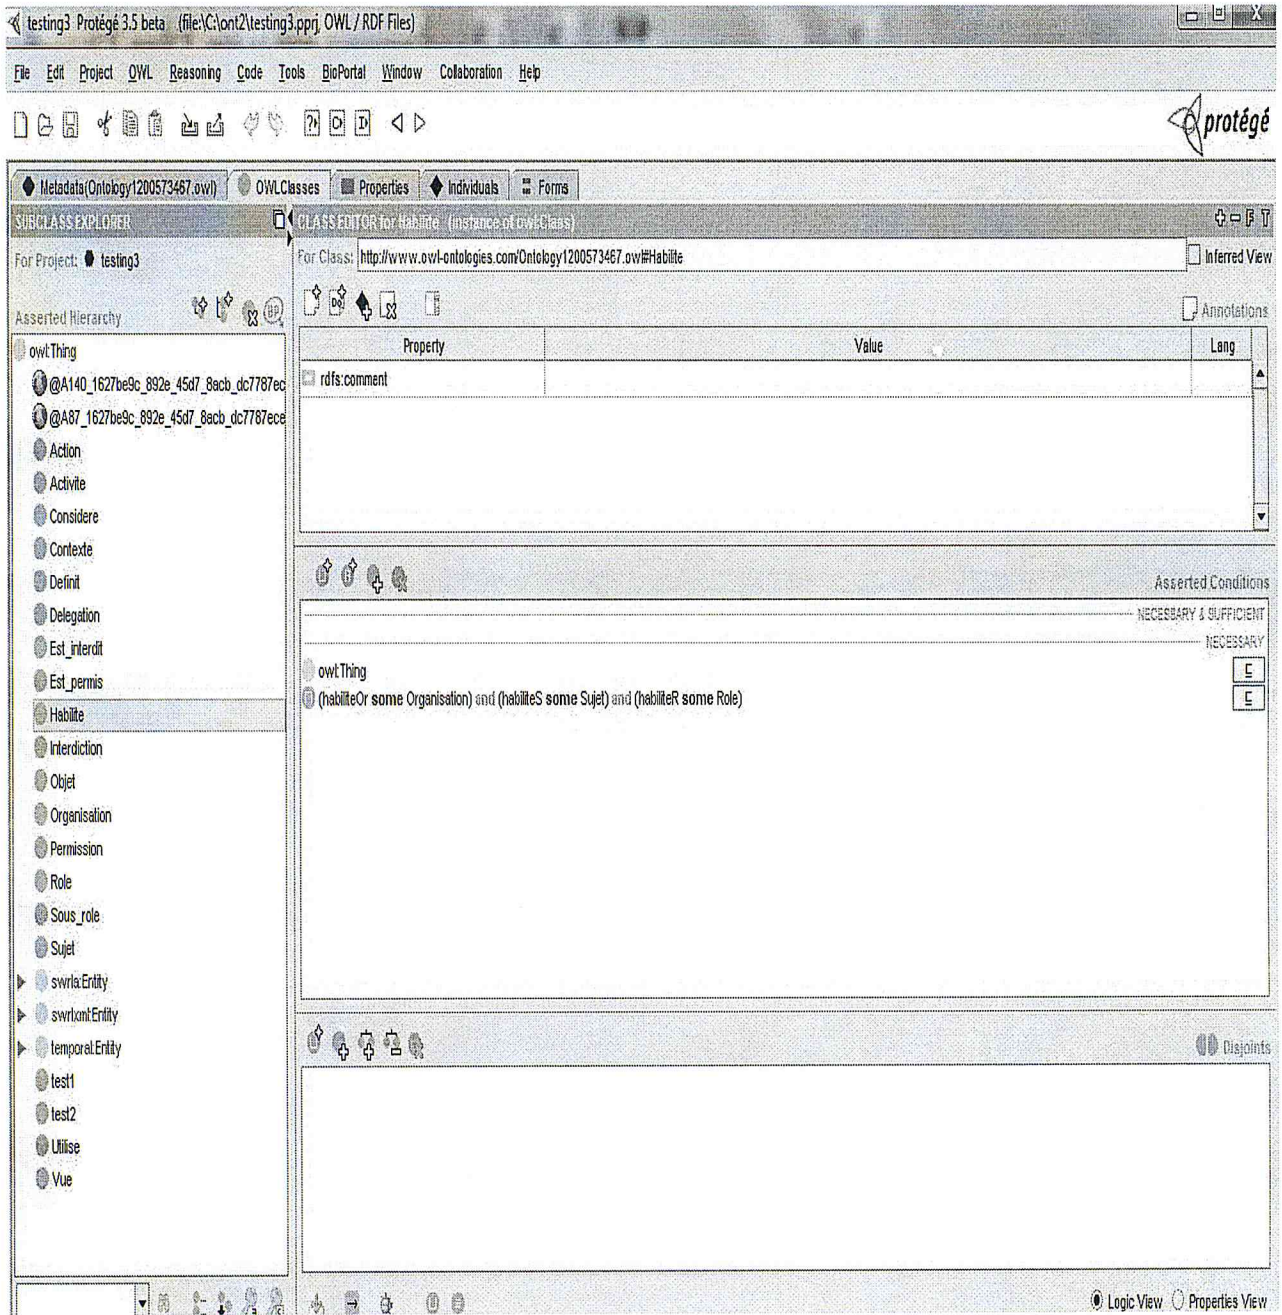 testing3 Protégé 3.5 beta (file:\C:\ont2\testing3.pprj, OWL / RDF Files)
File Edit Project OWL Reasoning Code Tools BioPortal Window Collaboration Help
protégé
Metadata(Ontology1200573467.owl) OWLClasses Properties Individuals Forms
SUBCLASS EXPLORER
For Project: testing3
Asserted Hierarchy
owl:Thing
@A140_1627be9c_892e_45d7_8acb_dc7787ec
@A87_1627be9c_892e_45d7_8acb_dc7787ece
Action
Activite
Considere
Contexte
Definit
Delegation
Est_interdit
Est_permis
Habilite
Interdiction
Objet
Organisation
Permission
Role
Sous_role
Sujet
swrla:Entity
swrlxml:Entity
temporal:Entity
test1
test2
Utilise
Vue
CLASS EDITOR for Habilite (instance of owl:Class)
For Class: http://www.owl-ontologies.com/Ontology1200573467.owl#Habilite
Inferred View
Annotations
Property Value Lang
rdfs:comment
Asserted Conditions
NECESSARY & SUFFICIENT
NECESSARY
owl:Thing
(habiliteOr some Organisation) and (habiliteS some Sujet) and (habiliteR some Role)
Disjoints
Logic View Properties View